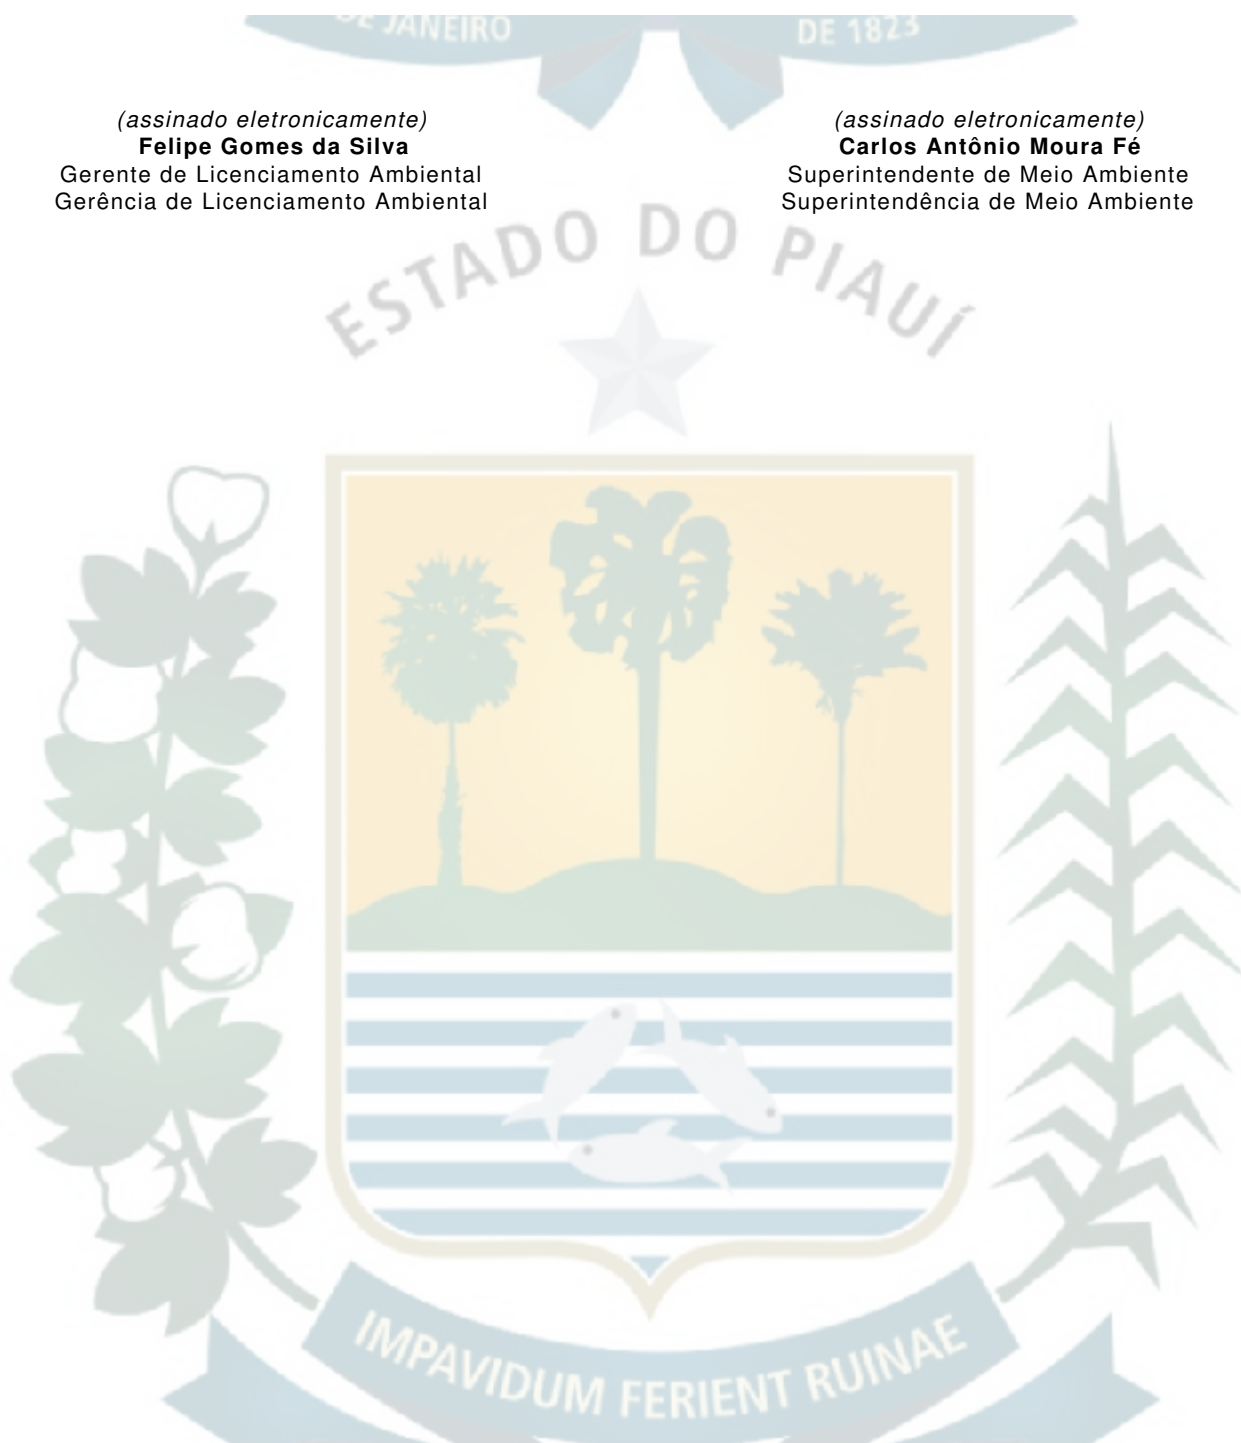 DE JANEIRO
DE 1823
(assinado eletronicamente)
Felipe Gomes da Silva
Gerente de Licenciamento Ambiental
Gerência de Licenciamento Ambiental
(assinado eletronicamente)
Carlos Antônio Moura Fé
Superintendente de Meio Ambiente
Superintendência de Meio Ambiente
ESTADO DO PIAUÍ
IMPAVIDUM FERIENT RUINAE